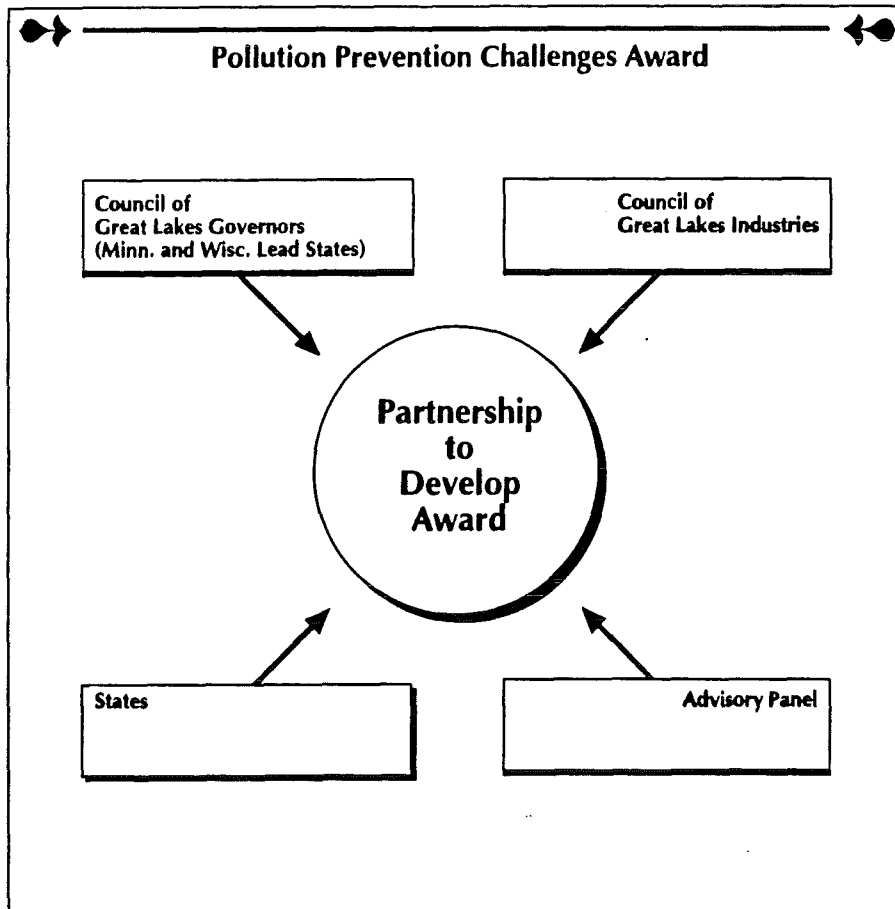 Pollution Prevention Challenges Award
Council of
Great Lakes Governors
(Minn. and Wisc. Lead States)
Council of
Great Lakes Industries
Partnership
to
Develop
Award
States
Advisory Panel